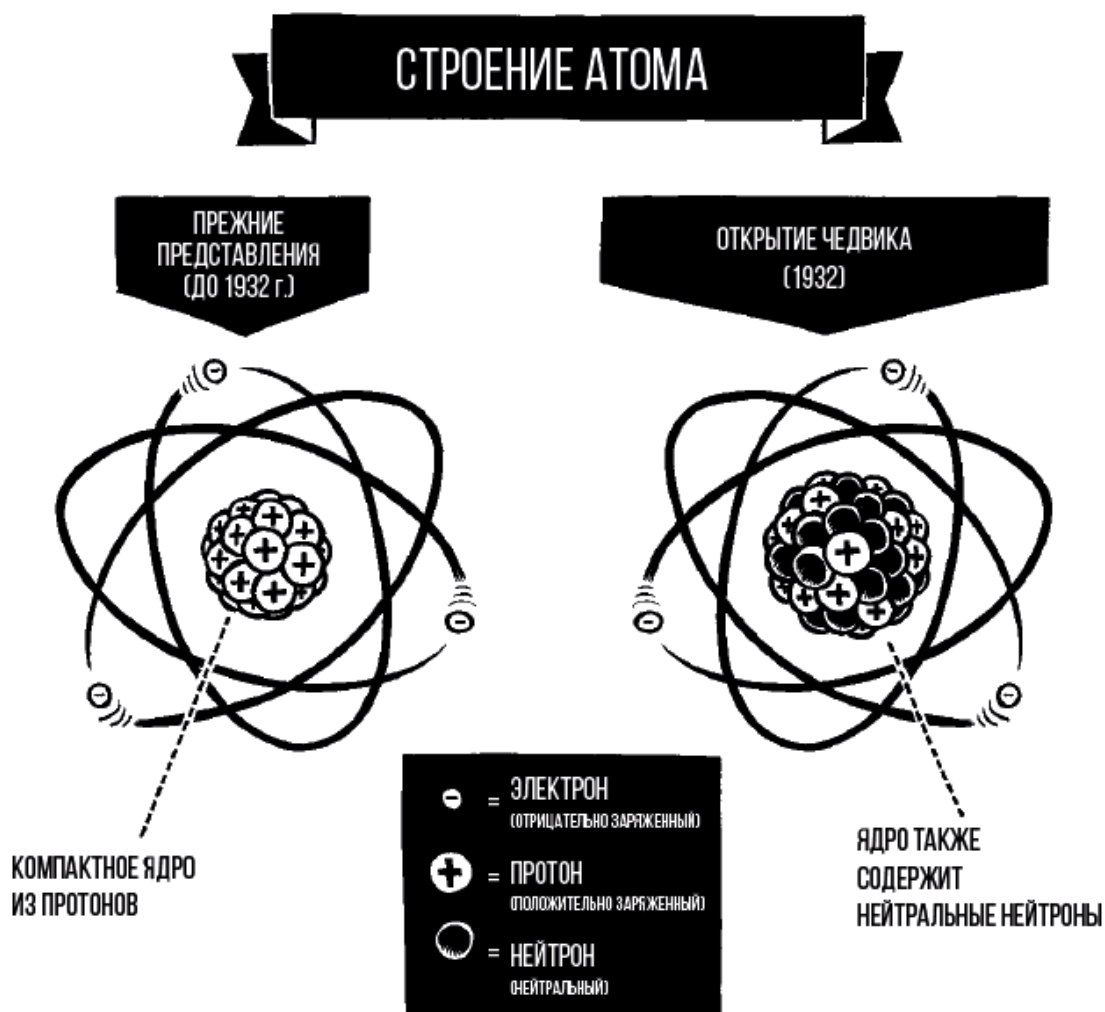 СТРОЕНИЕ АТОМА
ПРЕЖНИЕ
ПРЕДСТАВЛЕНИЯ
(ДО 1932 г.)
ОТКРЫТИЕ ЧЕДВИКА
(1932)
КОМПАКТНОЕ ЯДРО
ИЗ ПРОТОНОВ
= ЭЛЕКТРОН
(ОТРИЦАТЕЛЬНО ЗАРЯЖЕННЫЙ)
= ПРОТОН
(ПОЛОЖИТЕЛЬНО ЗАРЯЖЕННЫЙ)
= НЕЙТРОН
(НЕЙТРАЛЬНЫЙ)
ЯДРО ТАКЖЕ
СОДЕРЖИТ
НЕЙТРАЛЬНЫЕ НЕЙТРОНЫ